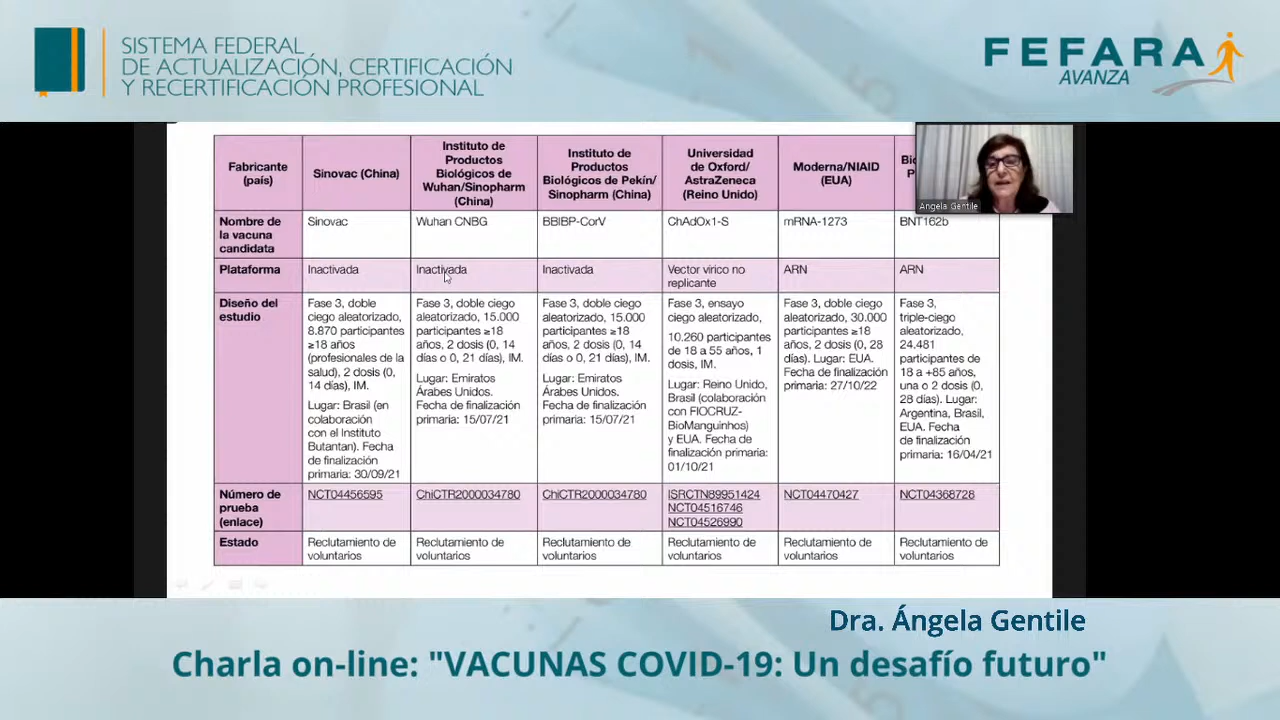 SISTEMA FEDERAL
DE ACTUALIZACIÓN, CERTIFICACIÓN
Y RECERTIFICACIÓN PROFESIONAL
FEFARA
AVANZA
Fabricante
(país)
Sinovac (China)
Instituto de
Productos
Biológicos de
Wuhan/Sinopharm
(China)
Instituto de
Productos
Biológicos de Pekín/
Sinopharm (China)
Universidad
de Oxford/
AstraZeneca
(Reino Unido)
Moderna/NIAID
(EUA)
Angela Gentile
Nombre de
la vacuna
candidata
Sinovac
Wuhan CNBG
BBIBP-CorV
ChAdOx1-S
mRNA-1273
BNT162b
Plataforma
Inactivada
Inactivada
Inactivada
Vector vírico no
replicante
ARN
ARN
Diseño del
estudio
Fase 3, doble
ciego aleatorizado,
8.870 participantes
≥18 años
(profesionales de la
salud), 2 dosis (0,
14 días), IM.
Lugar: Brasil (en
colaboración
con el Instituto
Butantan). Fecha
de finalización
primaria: 30/09/21
Fase 3, doble ciego
aleatorizado, 15.000
participantes ≥18
años, 2 dosis (0, 14
días o 0, 21 días), IM.
Lugar: Emiratos
Árabes Unidos.
Fecha de finalización
primaria: 15/07/21
Fase 3, doble ciego
aleatorizado, 15.000
participantes ≥18
años, 2 dosis (0, 14
días o 0, 21 días), IM.
Lugar: Emiratos
Árabes Unidos.
Fecha de finalización
primaria: 15/07/21
Fase 3, ensayo
ciego aleatorizado,
10.260 participantes
de 18 a 55 años, 1
dosis, IM.
Lugar: Reino Unido,
Brasil (colaboración
con FIOCRUZ-
BioManguinhos)
y EUA. Fecha de
finalización primaria:
01/10/21
Fase 3, doble ciego
aleatorizado, 30.000
participantes ≥18
años, 2 dosis (0, 28
días). Lugar: EUA.
Fecha de finalización
primaria: 27/10/22
Fase 3,
triple-ciego
aleatorizado,
24.481
participantes de
18 a +85 años,
una o 2 dosis (0,
28 días). Lugar:
Argentina, Brasil,
EUA. Fecha
de finalización
primaria: 16/04/21
Número de
prueba
(enlace)
NCT04456595
ChiCTR2000034780
ChiCTR2000034780
ISRCTN89951424
NCT04516746
NCT04526990
NCT04470427
NCT04368728
Estado
Reclutamiento de
voluntarios
Reclutamiento de
voluntarios
Reclutamiento de
voluntarios
Reclutamiento de
voluntarios
Reclutamiento de
voluntarios
Reclutamiento de
voluntarios
Dra. Ángela Gentile
Charla on-line: "VACUNAS COVID-19: Un desafío futuro"